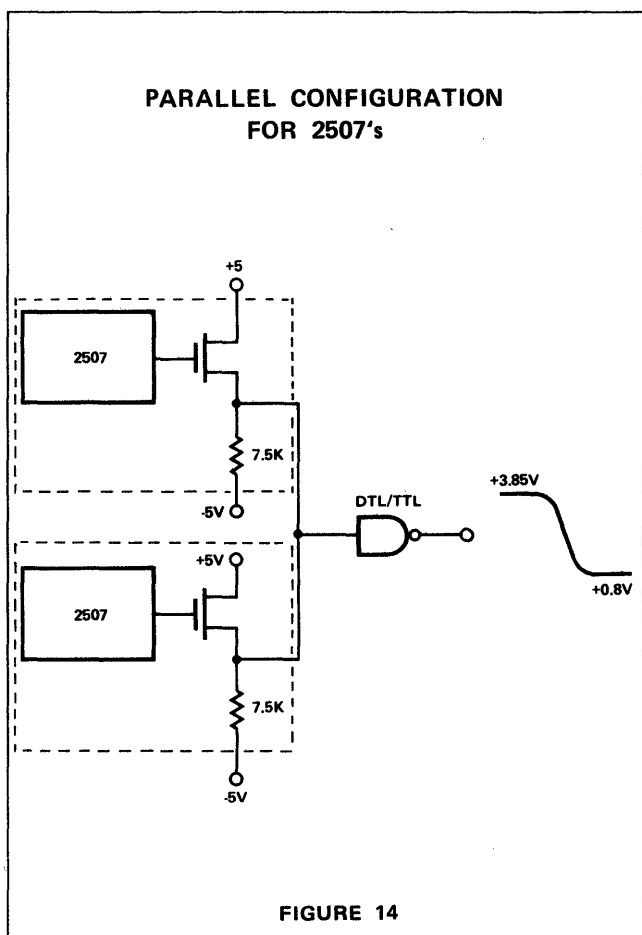 PARALLEL CONFIGURATION
FOR 2507's
+5
2507
7.5K
-5V
DTL/TTL
+3.85V
+0.8V
+5V
2507
7.5K
-5V
FIGURE 14